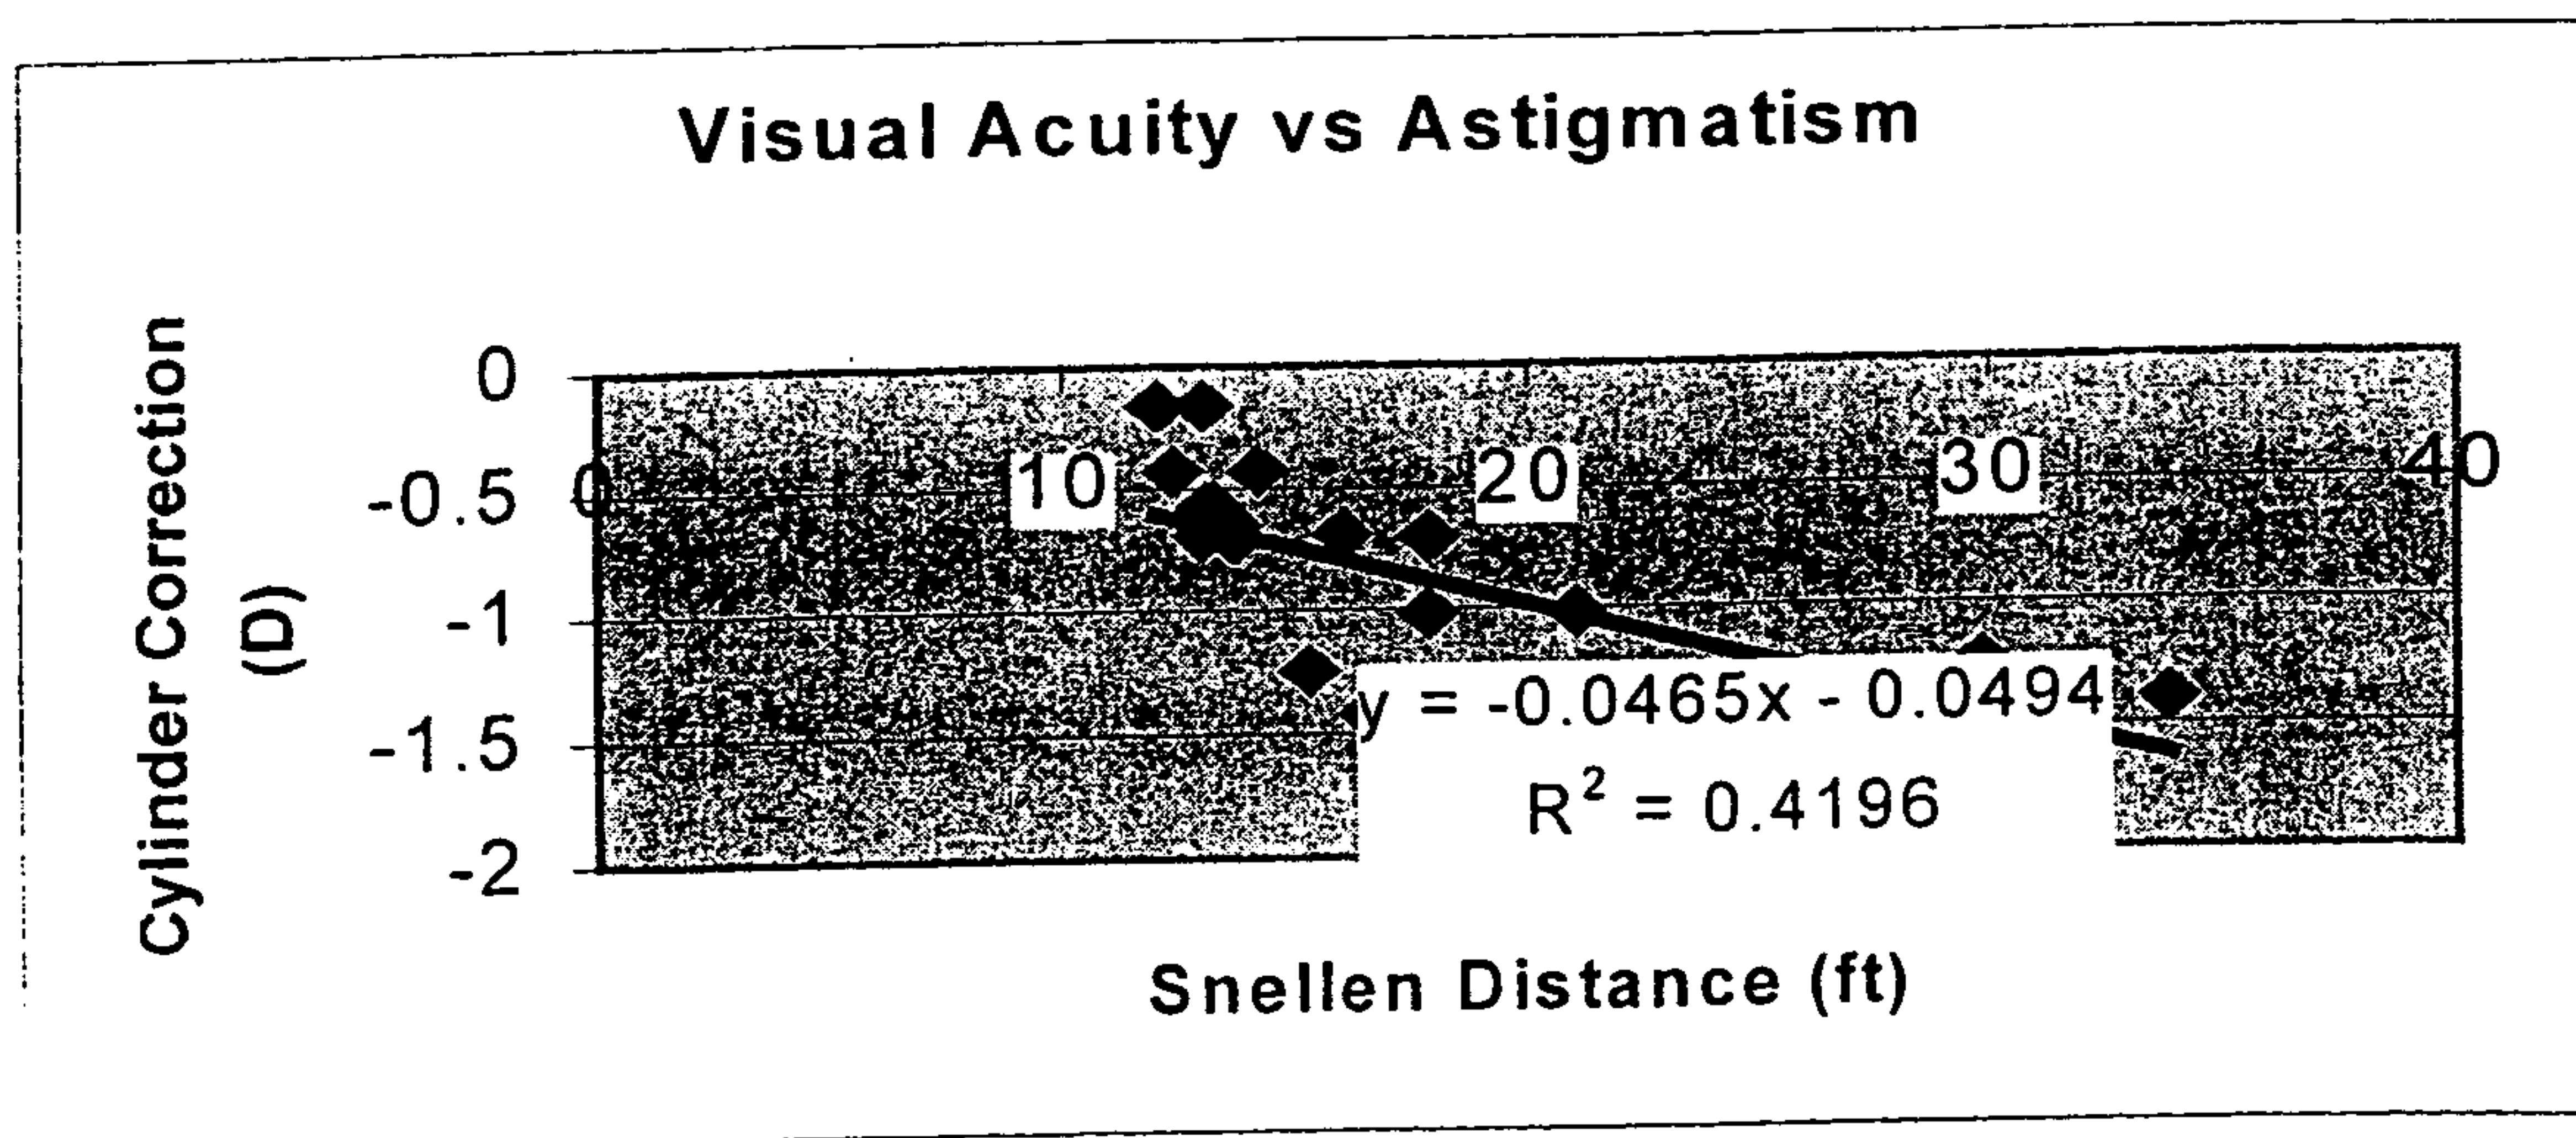 Visual Acuity vs Astigmatism
Cylinder Correction
(D)
0
-0.5
-1
-1.5
-2
0
10
20
30
40
y = -0.0465x - 0.0494
R² = 0.4196
Snellen Distance (ft)